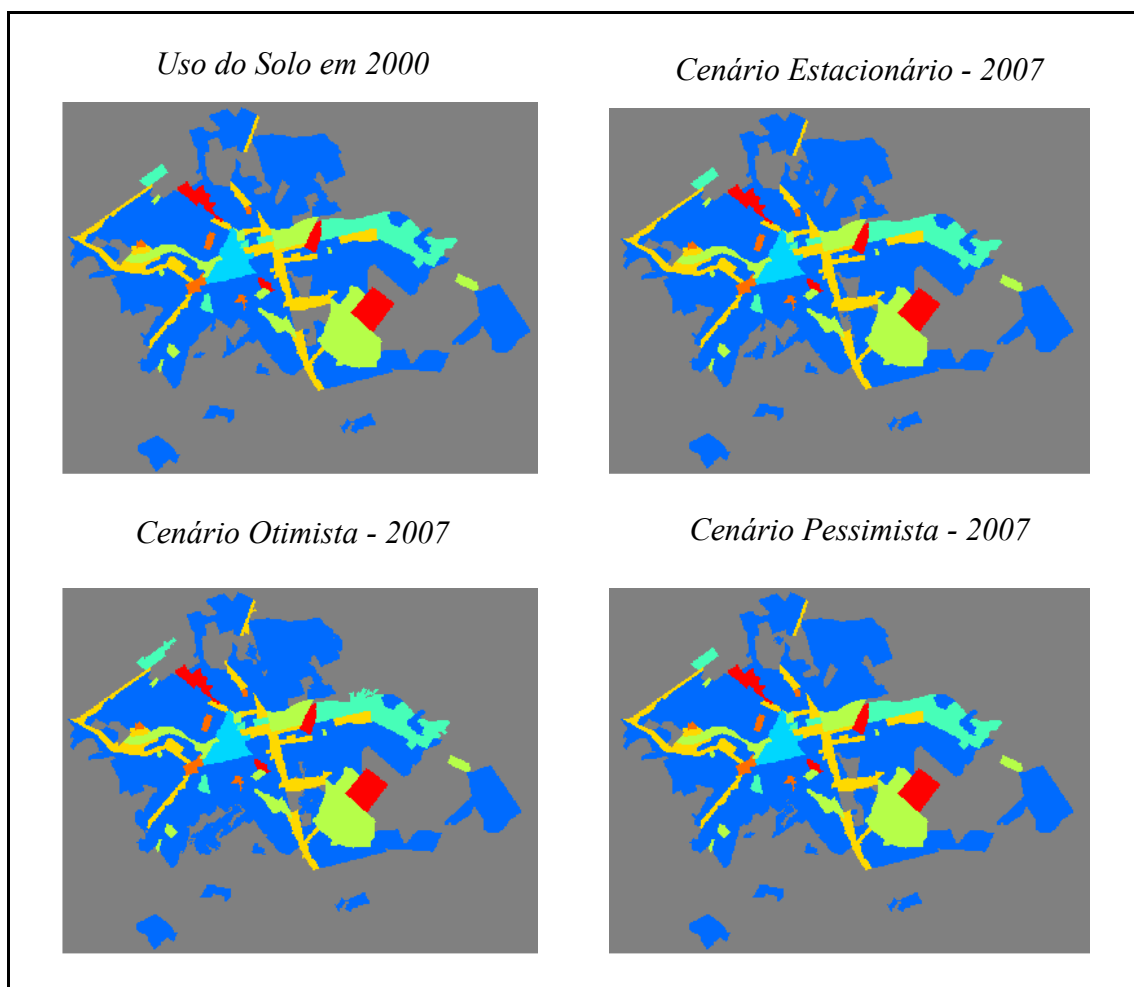 Uso do Solo em 2000
Cenário Estacionário - 2007
Cenário Otimista - 2007
Cenário Pessimista - 2007